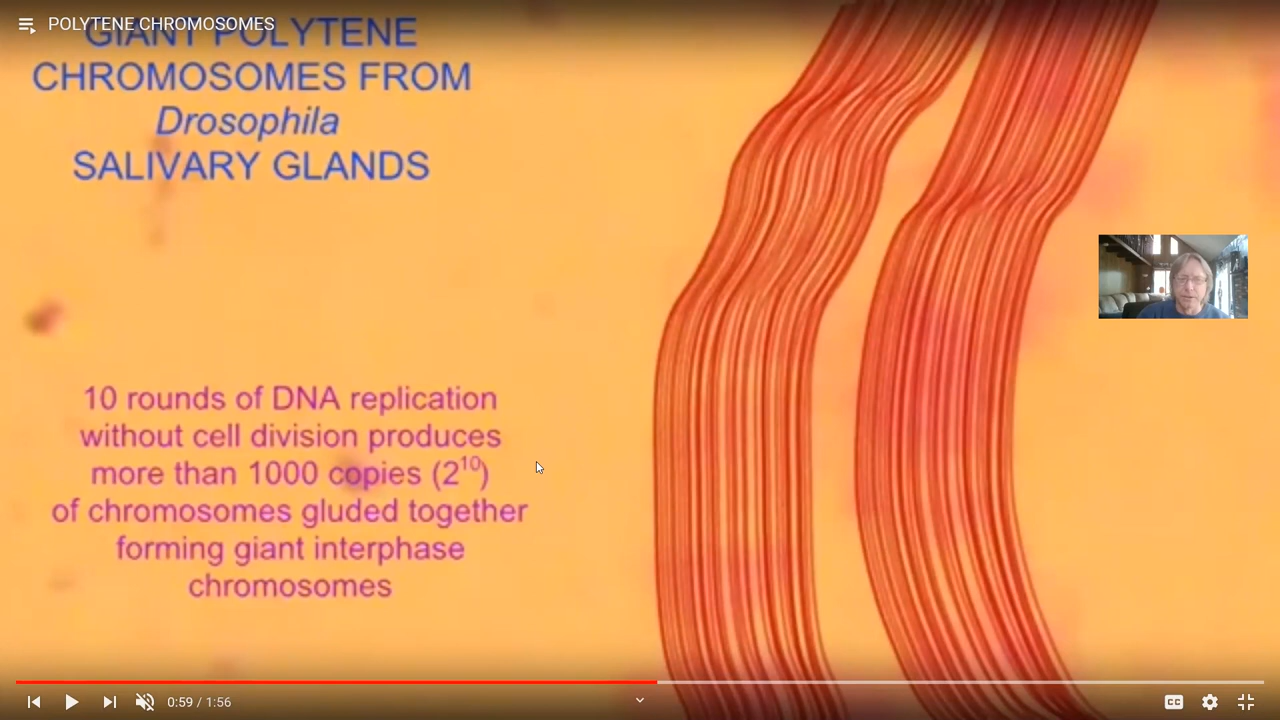 POLYTENE CHROMOSOMES
GIANT POLYTENE
CHROMOSOMES FROM
Drosophila
SALIVARY GLANDS
10 rounds of DNA replication
without cell division produces
more than 1000 copies (2¹⁰)
of chromosomes gluded together
forming giant interphase
chromosomes
0:59 / 1:56
CC